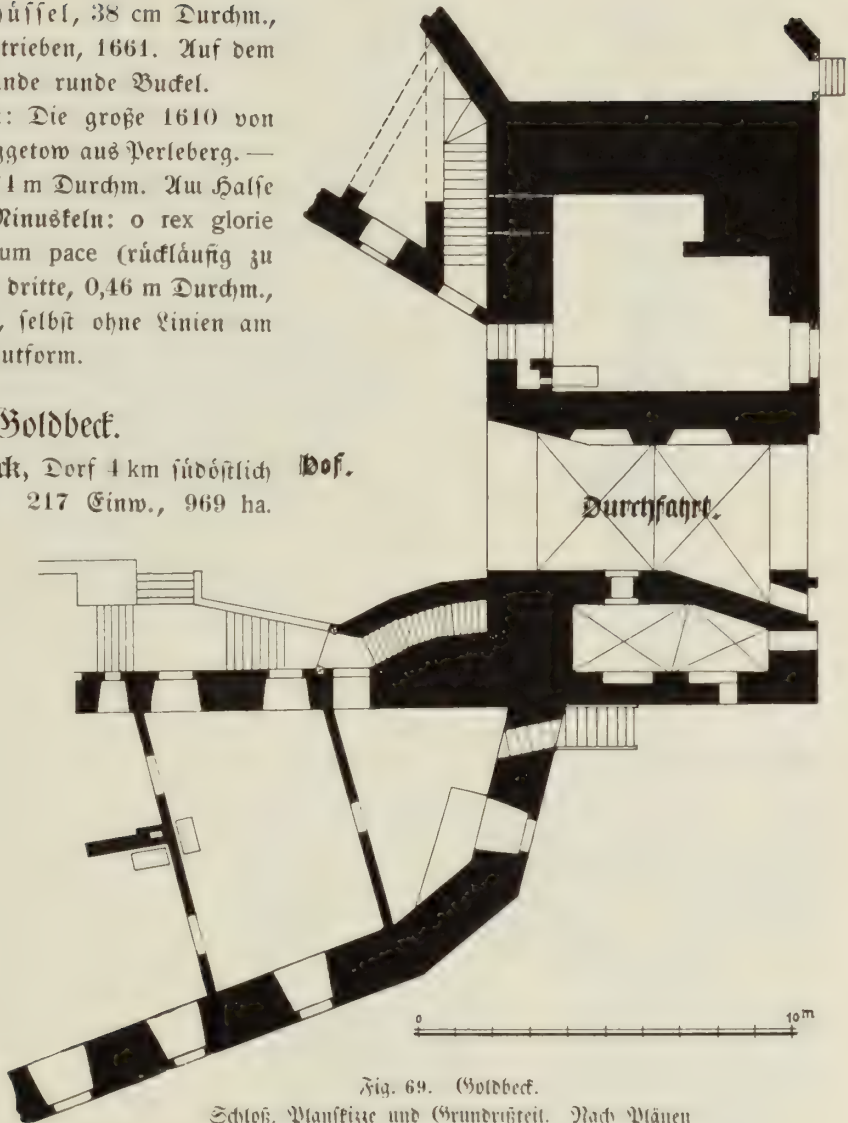 üssel, 38 cm Durchm.,
trieben, 1661. Auf dem
nde runde Buckel.
: Die große 1610 von
ggetow aus Perleberg. —
m Durchm. Am Halse
Minuskeln: o rex glorie
um pace (rückläufig zu
dritte, 0,46 m Durchm.,
, selbst ohne Linien am
utform.
Goldbeck.
k, Dorf 4 km südöstlich
217 Einw., 969 ha.
Hof.
Durchfahrt.
0 10 m
Fig. 69. Goldbeck.
Schloß, Planskizze und Grundrißteil. Nach Plänen